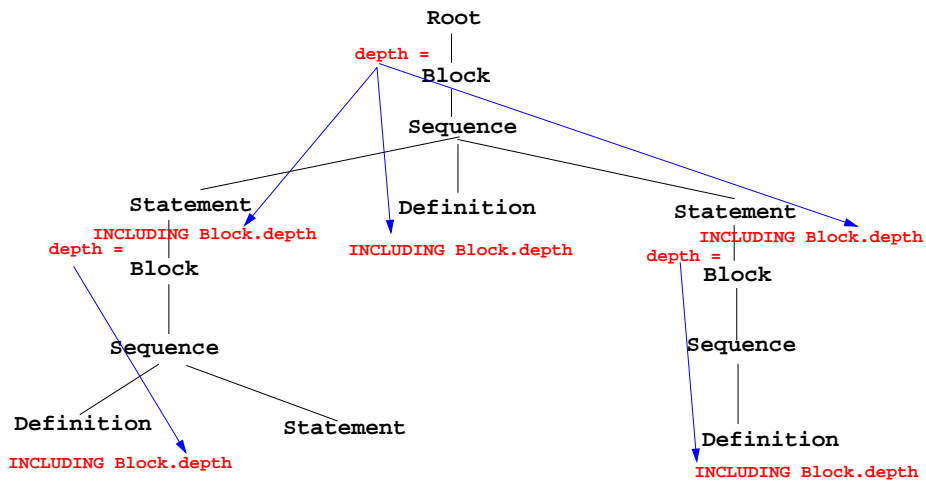 Root
depth =
Block
Sequence
Statement
Definition
Statement
INCLUDING Block.depth
INCLUDING Block.depth
INCLUDING Block.depth
depth =
depth =
Block
Block
Sequence
Sequence
Definition
Statement
Definition
INCLUDING Block.depth
INCLUDING Block.depth